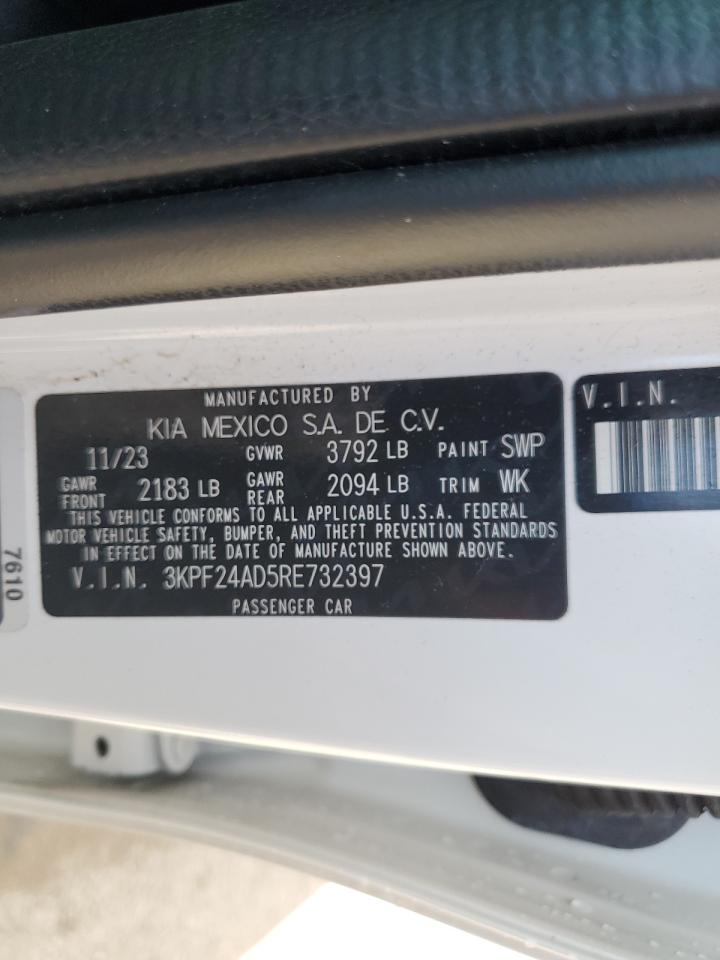 MANUFACTURED BY
KIA MEXICO S.A. DE C.V.
11/23 GVWR 3792 LB PAINT SWP
GAWR FRONT 2183 LB GAWR REAR 2094 LB TRIM WK
THIS VEHICLE CONFORMS TO ALL APPLICABLE U.S.A. FEDERAL
MOTOR VEHICLE SAFETY, BUMPER, AND THEFT PREVENTION STANDARDS
IN EFFECT ON THE DATE OF MANUFACTURE SHOWN ABOVE.
V.I.N. 3KPF24AD5RE732397
PASSENGER CAR
V.I.N.
7610